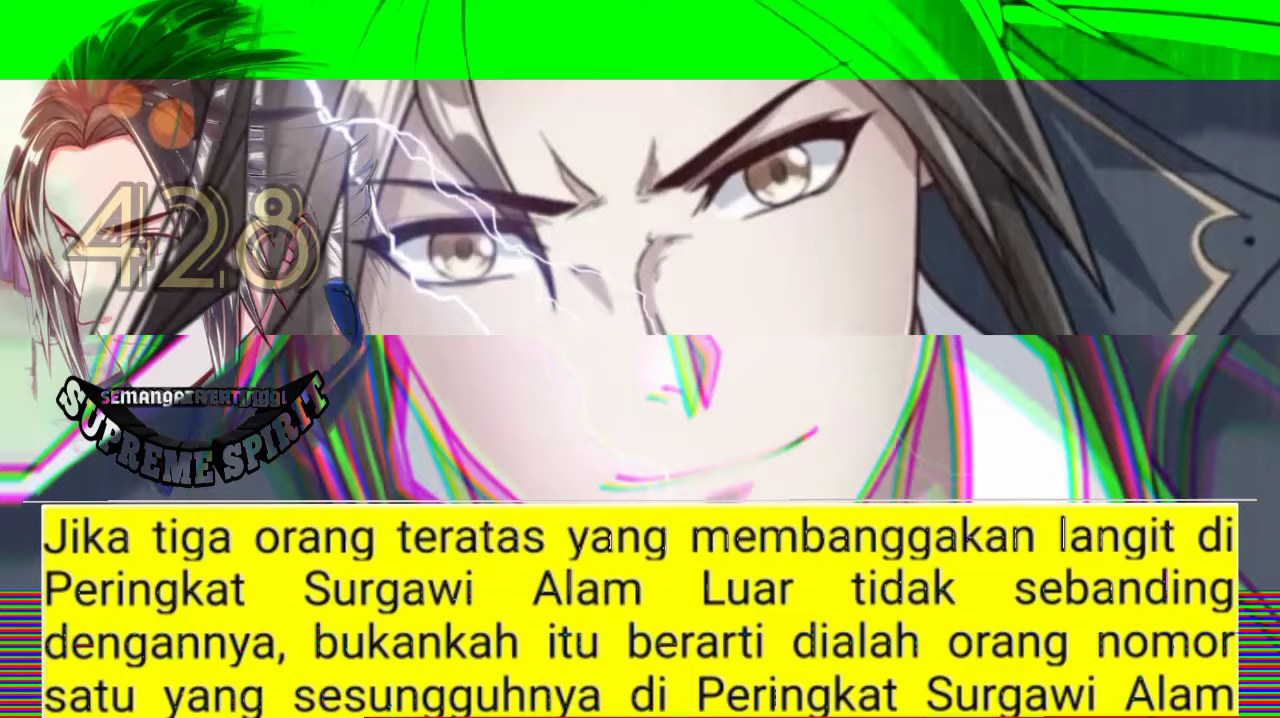 428
SUPREME SPIRIT
Jika tiga orang teratas yang membanggakan langit di
Peringkat Surgawi Alam Luar tidak sebanding
dengannya, bukankah itu berarti dialah orang nomor
satu yang sesungguhnya di Peringkat Surgawi Alam